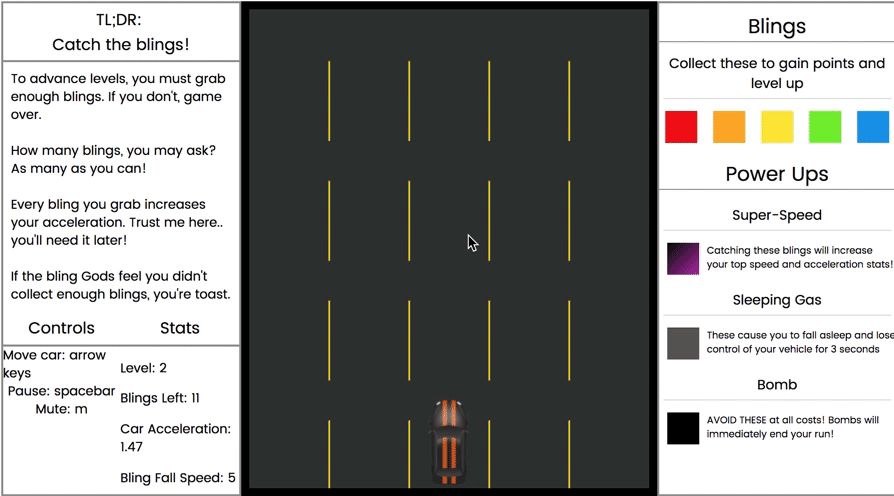 TL;DR:
Catch the blings!
To advance levels, you must grab
enough blings. If you don't, game
over.
How many blings, you may ask?
As many as you can!
Every bling you grab increases
your acceleration. Trust me here..
you'll need it later!
If the bling Gods feel you didn't
collect enough blings, you're toast.
Controls
Move car: arrow
keys
Pause: spacebar
Mute: m
Stats
Level: 2
Blings Left: 11
Car Acceleration:
1.47
Bling Fall Speed: 5
Blings
Collect these to gain points and
level up
Power Ups
Super-Speed
Catching these blings will increase
your top speed and acceleration stats!
Sleeping Gas
These cause you to fall asleep and lose
control of your vehicle for 3 seconds
Bomb
AVOID THESE at all costs! Bombs will
immediately end your run!